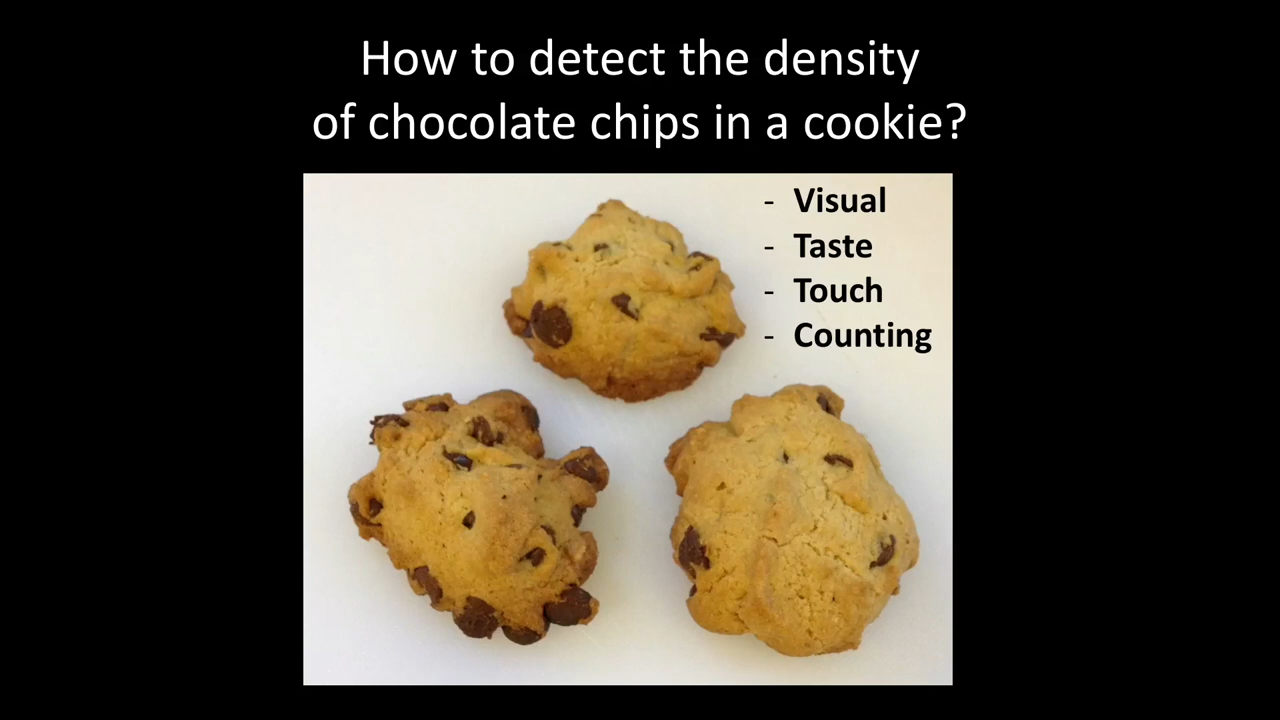 How to detect the density
of chocolate chips in a cookie?
- Visual
- Taste
- Touch
- Counting